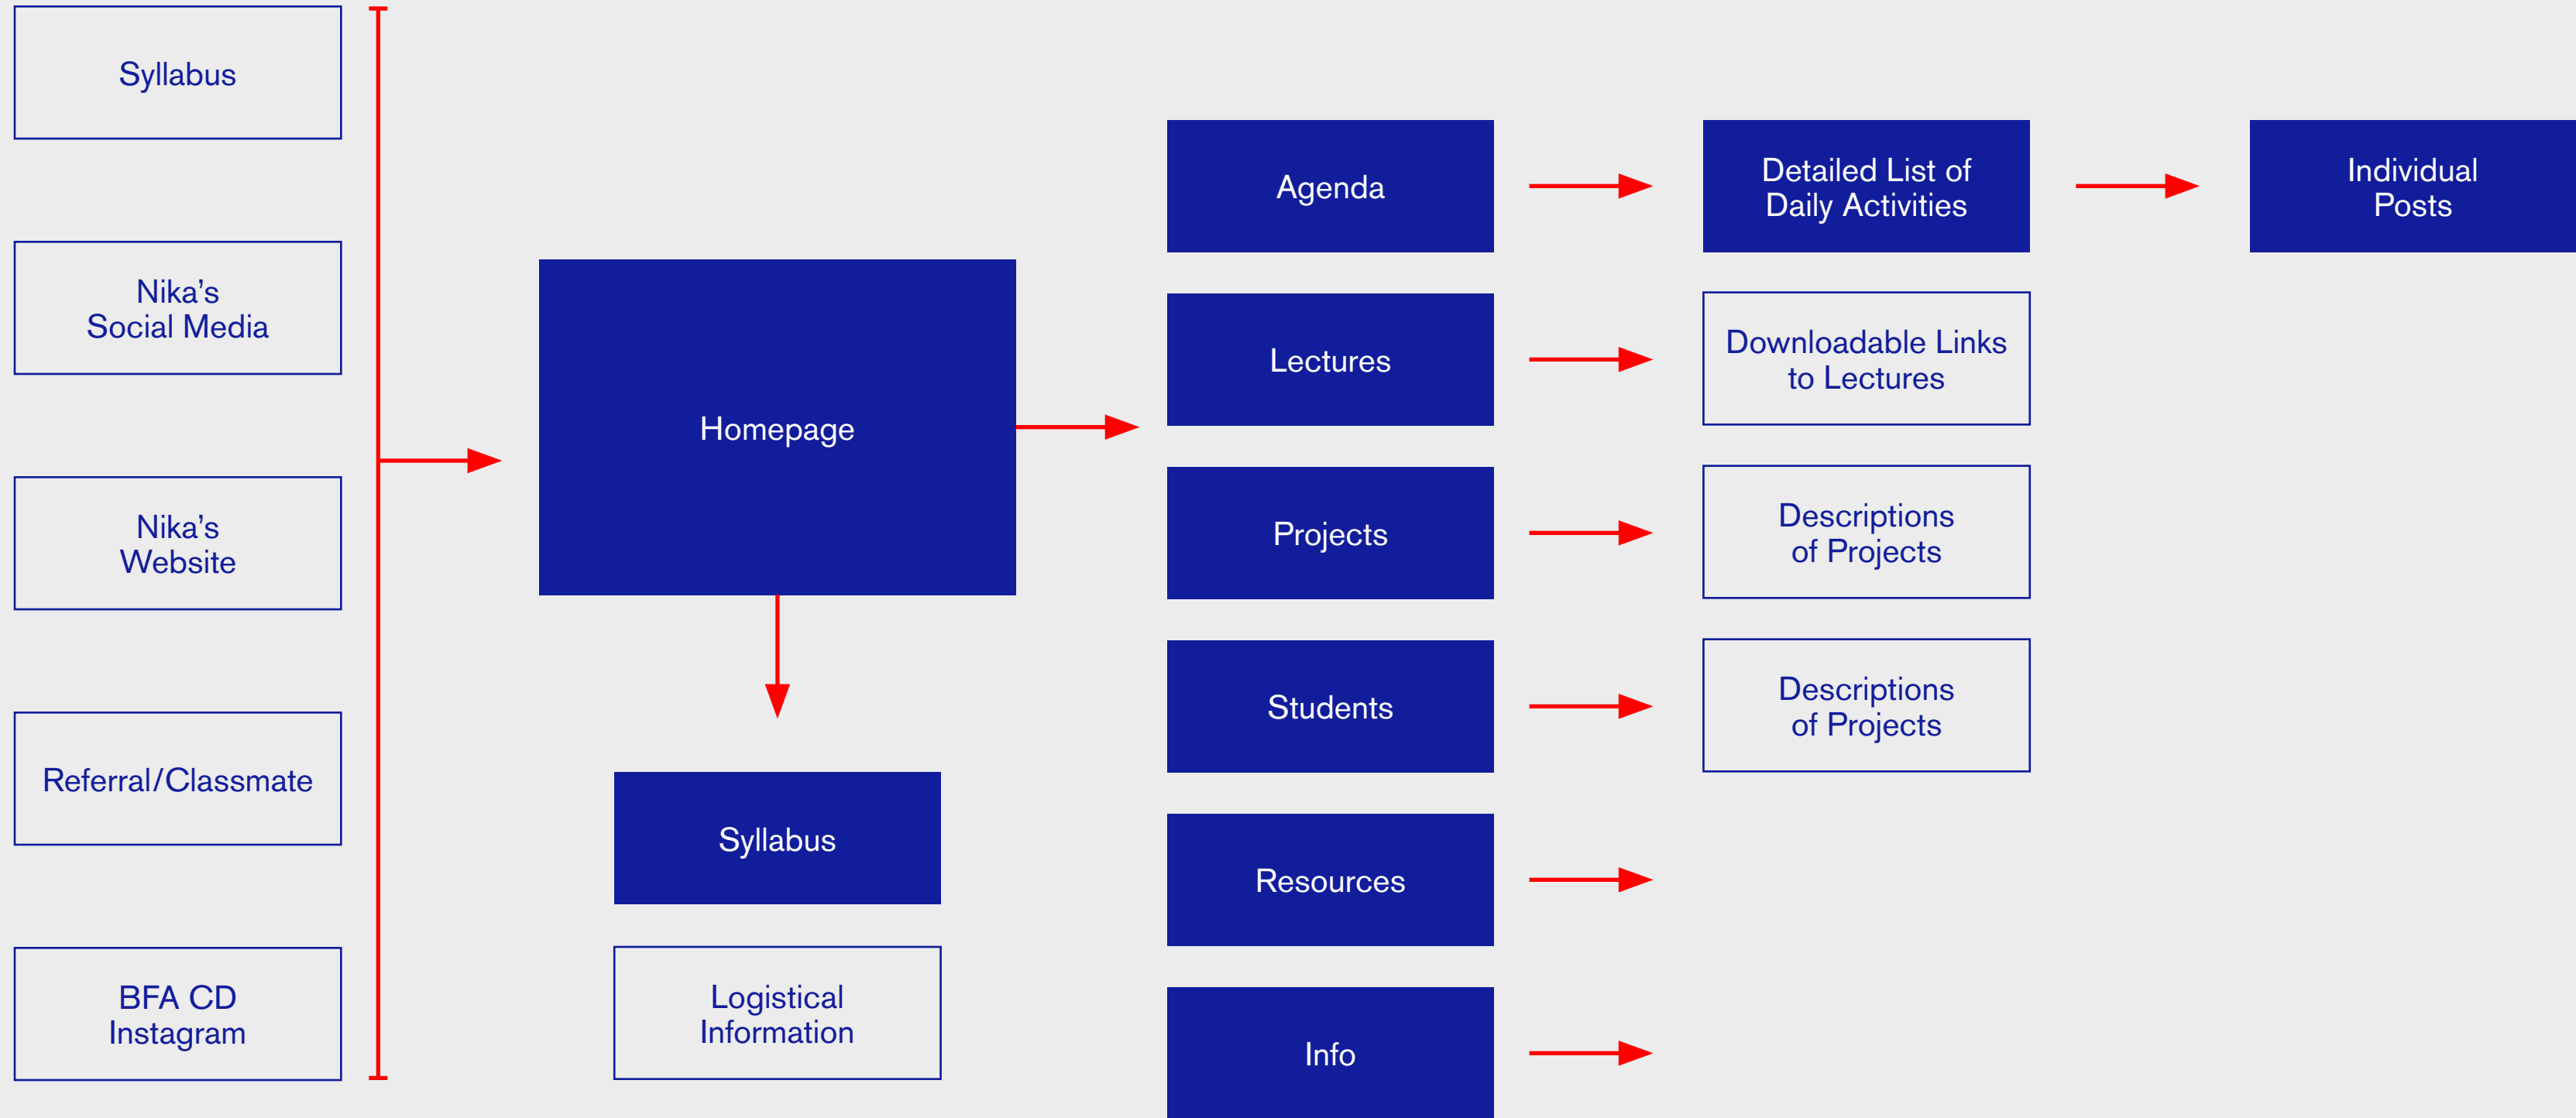 Syllabus
Nika’s
Social Media
Nika’s
Website
Referral/Classmate
BFA CD
Instagram
Homepage
Syllabus
Logistical
Information
Agenda
Lectures
Projects
Students
Resources
Info
Detailed List of
Daily Activities
Downloadable Links
to Lectures
Descriptions
of Projects
Descriptions
of Projects
Individual
Posts